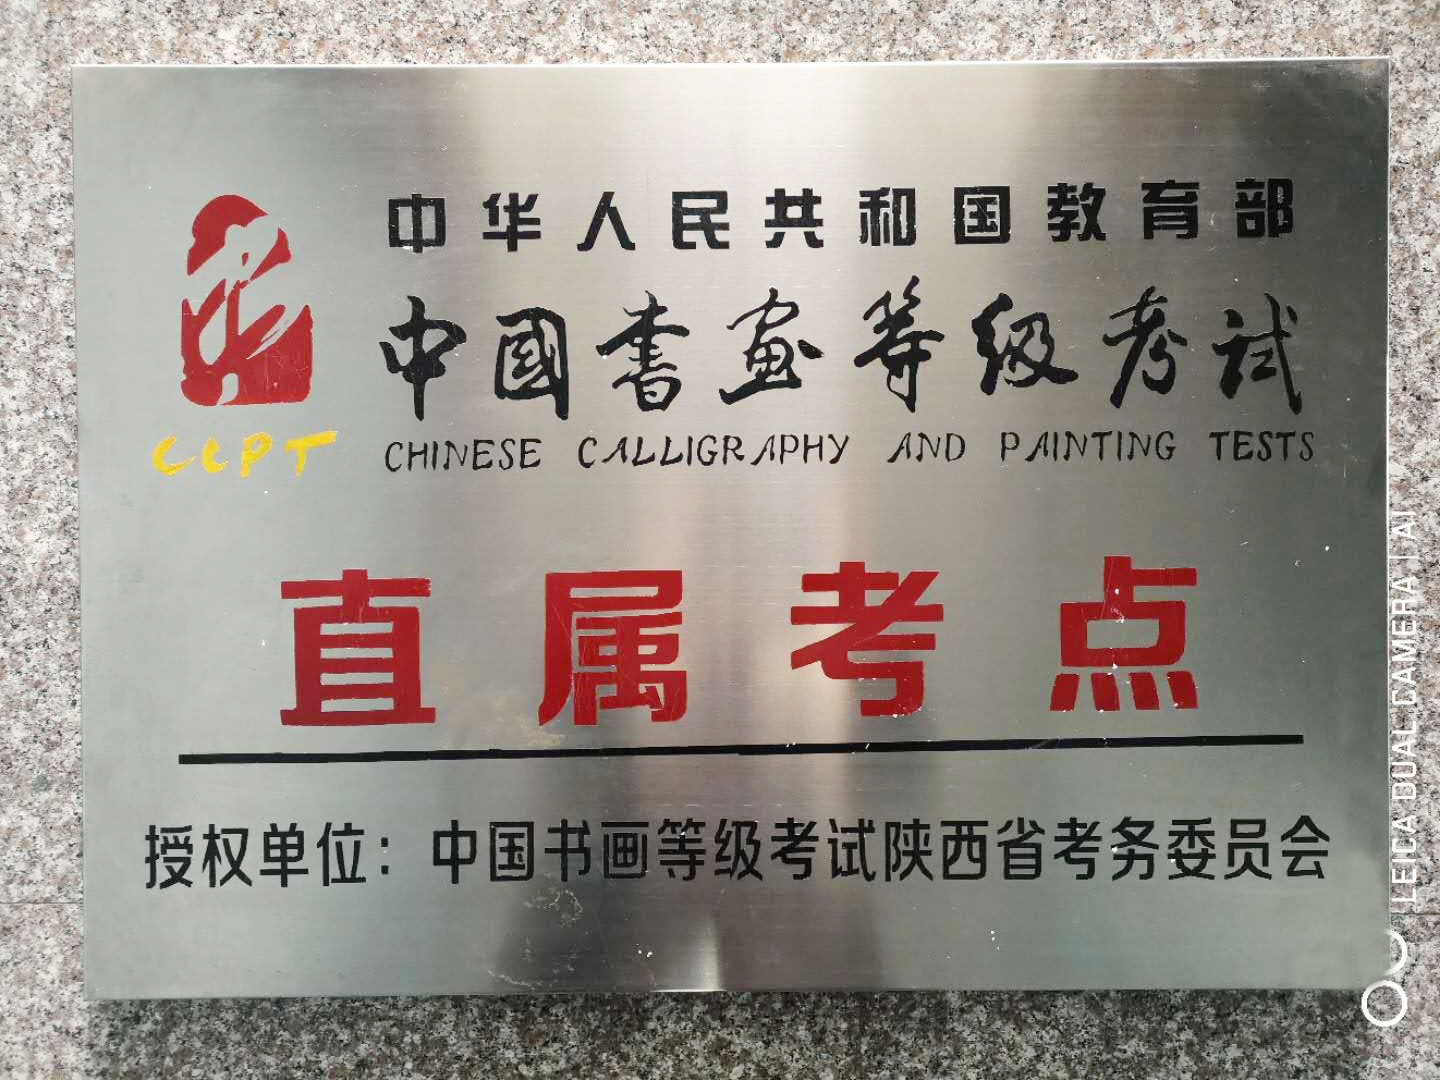 中华人民共和国教育部
中國書畫等级考试
CCPT
CHINESE CALLIGRAPHY AND PAINTING TESTS
直属考点
授权单位：中国书画等级考试陕西省考务委员会
LEICA DUAL CAMERA | AI